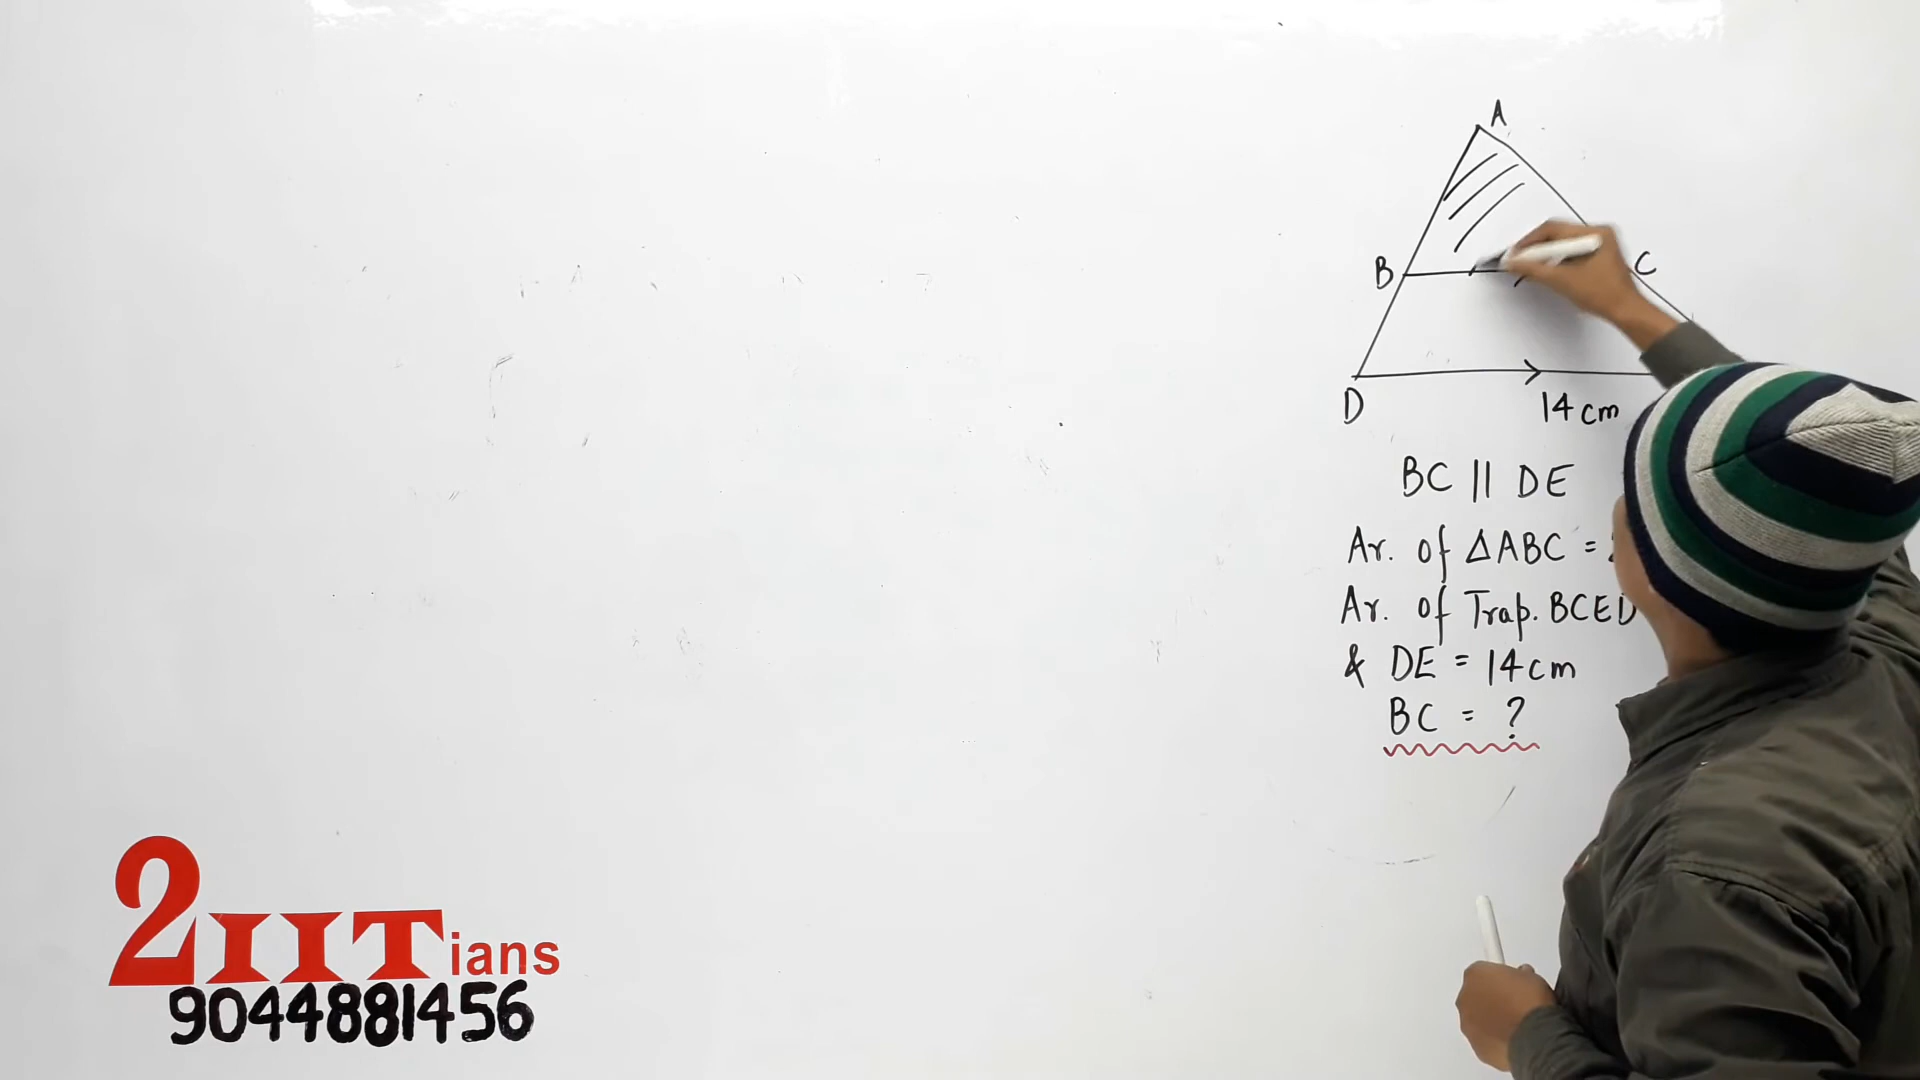 A
B
C
D
14 cm
BC || DE
Ar. of ΔABC =
Ar. of Trap. BCED
& DE = 14cm
BC = ?
2IITians
9044881456